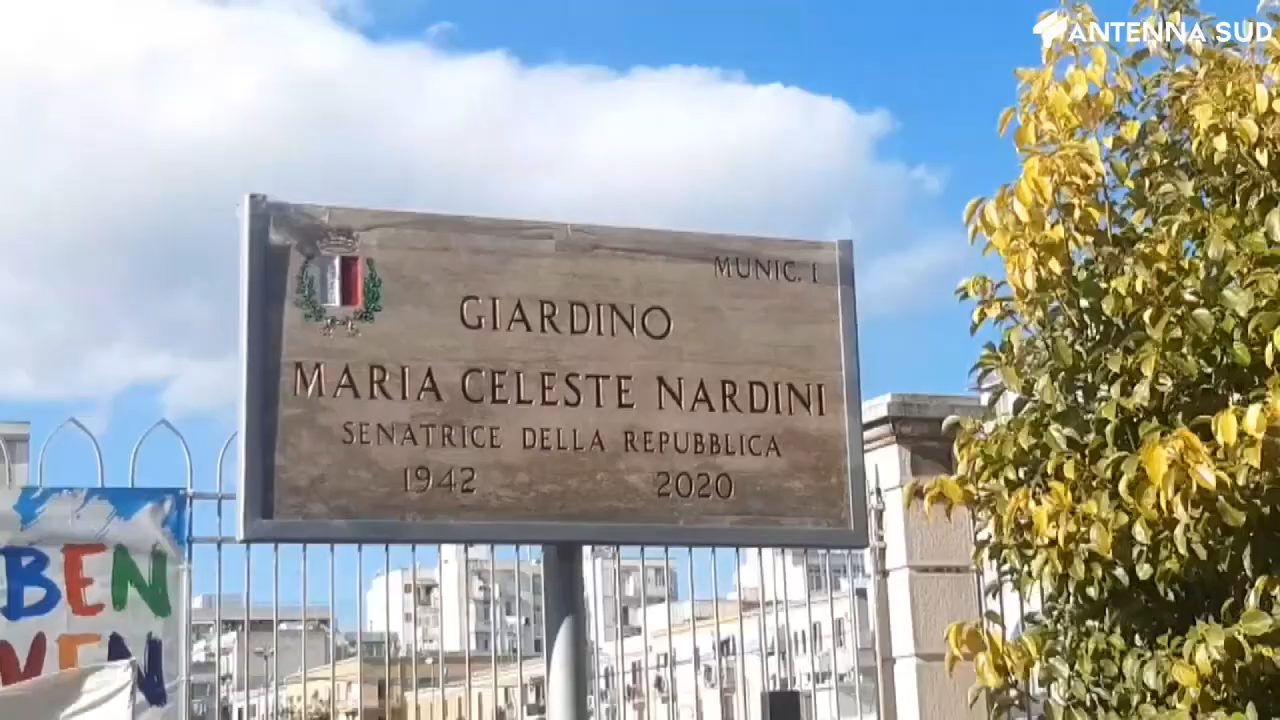 ANTENNA SUD
MUNIC. I
GIARDINO
MARIA CELESTE NARDINI
SENATRICE DELLA REPUBBLICA
1942 2020
BEN
VEN